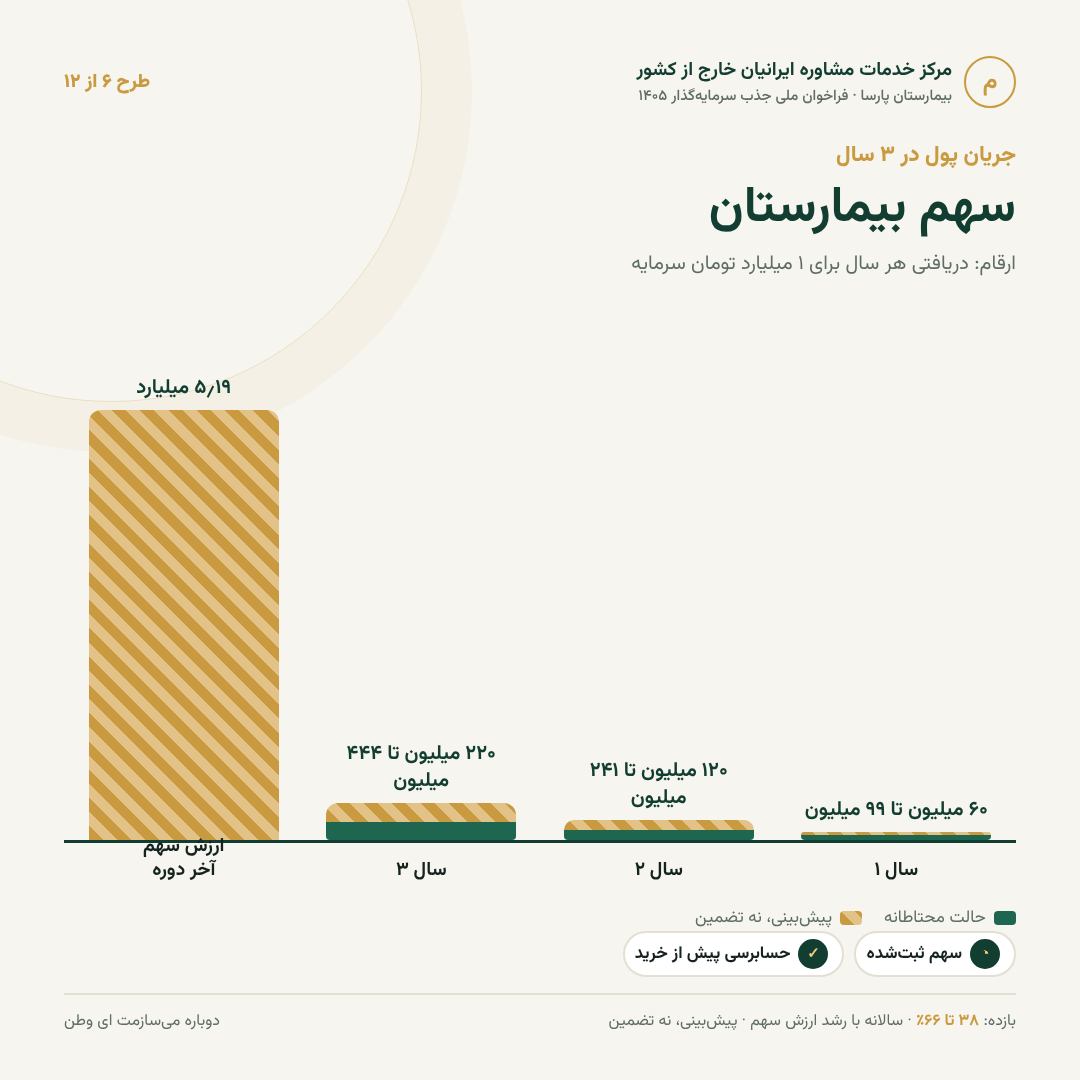 م
مرکز خدمات مشاوره ایرانیان خارج از کشور
بیمارستان پارسا · فراخوان ملی جذب سرمایه‌گذار ۱۴۰۵
طرح ۶ از ۱۲
جریان پول در ۳ سال
سهم بیمارستان
ارقام: دریافتی هر سال برای ۱ میلیارد تومان سرمایه
۶۰ میلیون تا ۹۹ میلیون
۱۲۰ میلیون تا ۲۴۱
میلیون
۲۲۰ میلیون تا ۴۴۴
میلیون
۵٫۱۹ میلیارد
سال ۱
سال ۲
سال ۳
ارزش سهم
آخر دوره
حالت محتاطانه
پیش‌بینی، نه تضمین
سهم ثبت‌شده
✓ حسابرسی پیش از خرید
بازده: ۳۸ تا ۶۶٪ · سالانه با رشد ارزش سهم · پیش‌بینی، نه تضمین
دوباره می‌سازمت ای وطن